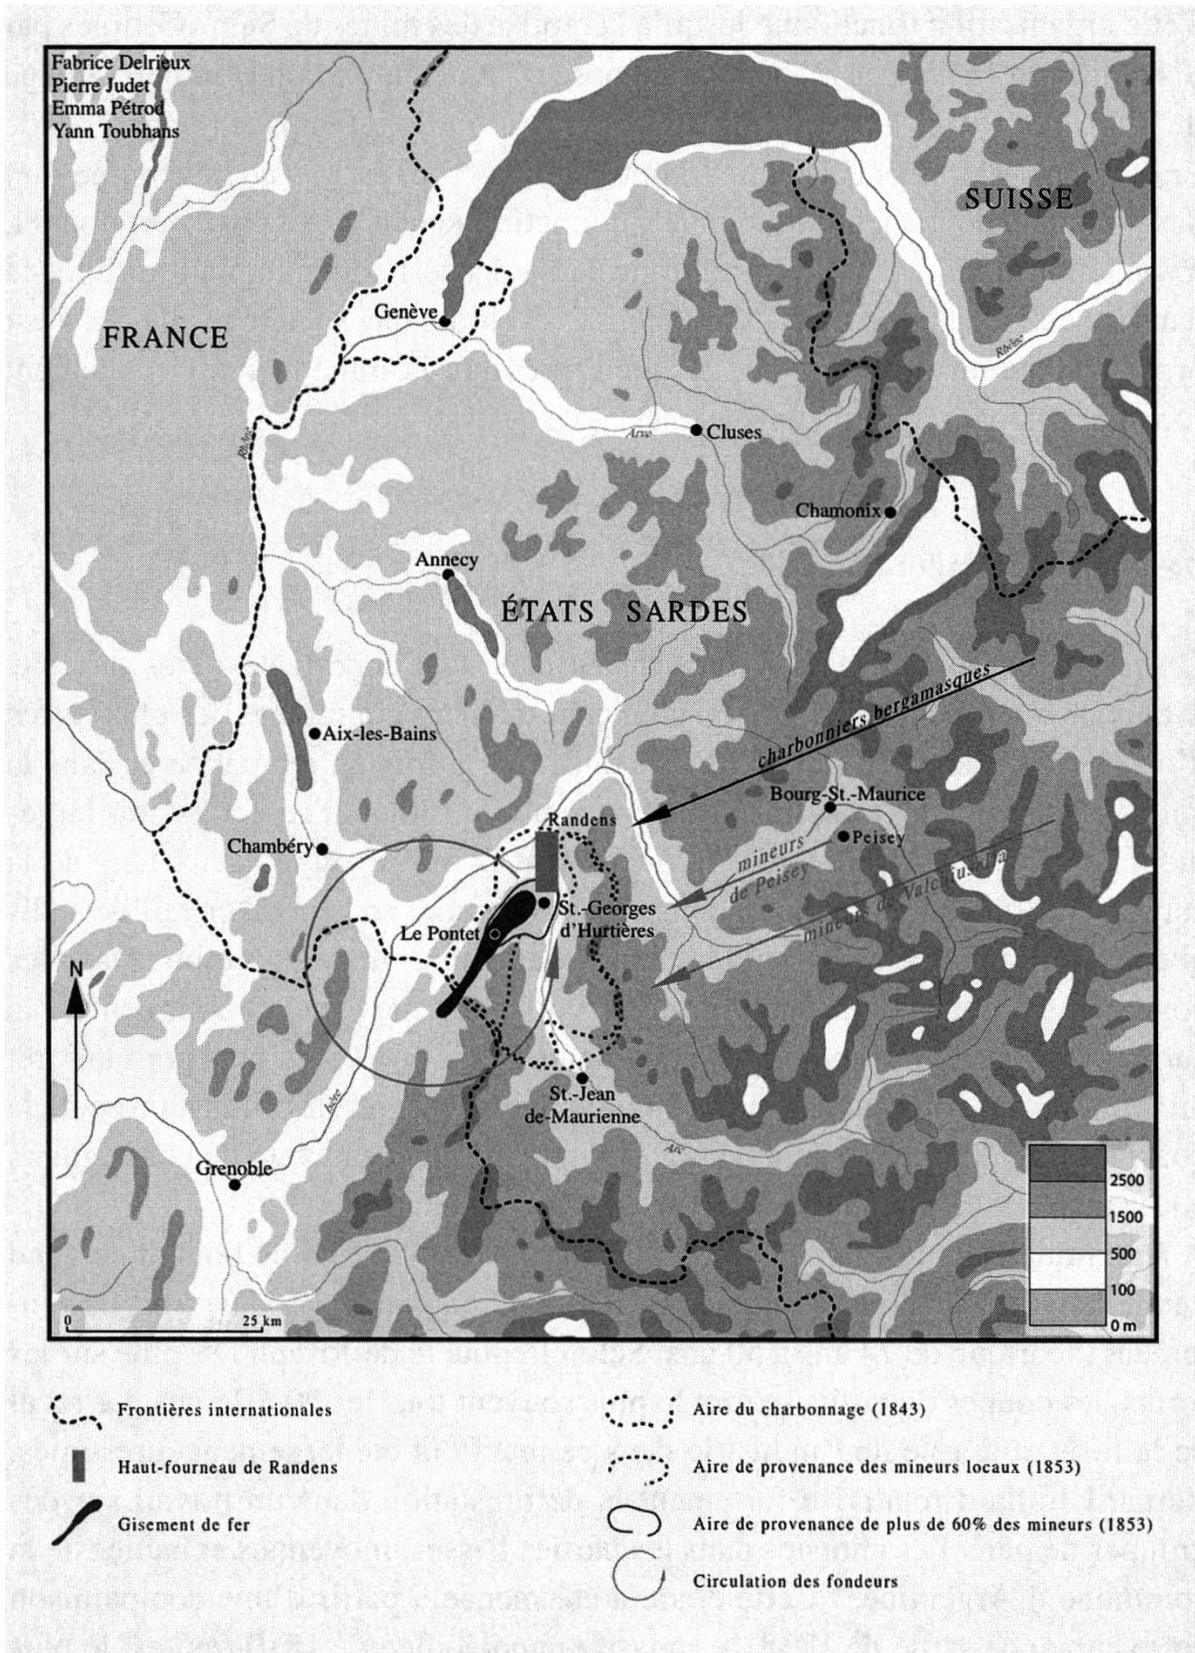 Fabrice Delrieux
Pierre Judet
Emma Pétrod
Yann Toubhans
SUISSE
FRANCE
Genève
Rhône
Rhône
Arve
Cluses
Chamonix
Annecy
ÉTATS SARDES
charbonniers bergamasques
Aix-les-Bains
Bourg-St.-Maurice
Randens
Chambéry
Peisey
mineurs
de Peisey
mineurs de Valchiusella
St.-Georges
d'Hurtières
Le Pontet
N
Isère
St.-Jean
de-Maurienne
Arc
Grenoble
2500
1500
500
100
0 m
0 25 km
Frontières internationales
Haut-fourneau de Randens
Gisement de fer
Aire du charbonnage (1843)
Aire de provenance des mineurs locaux (1853)
Aire de provenance de plus de 60% des mineurs (1853)
Circulation des fondeurs